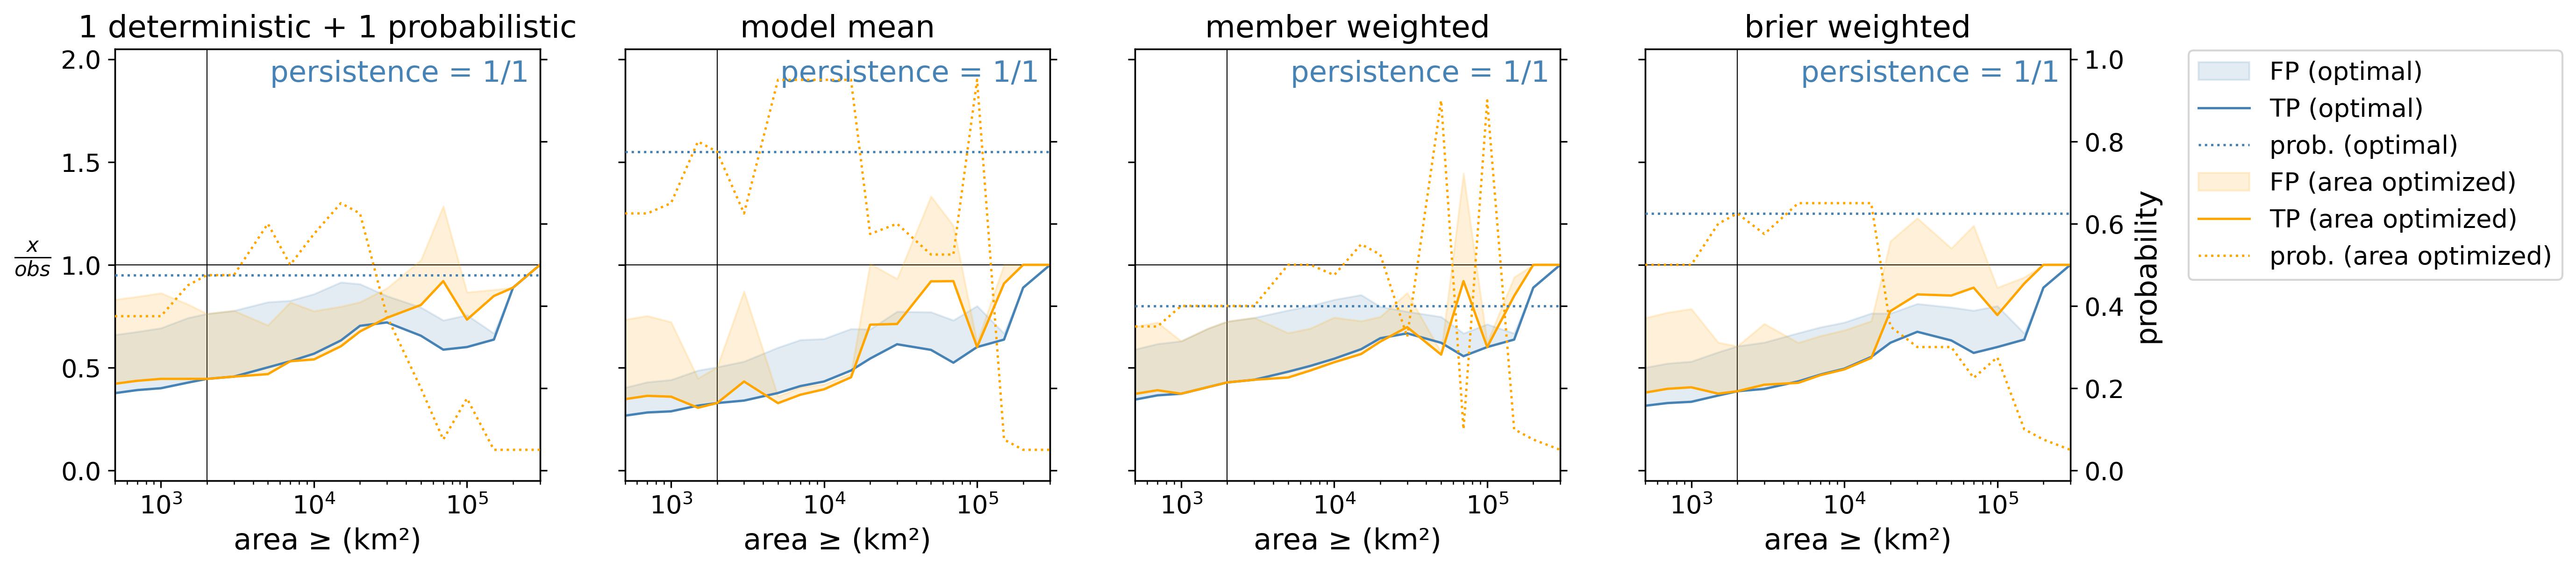 1 deterministic + 1 probabilistic
model mean
member weighted
brier weighted
persistence = 1/1
persistence = 1/1
persistence = 1/1
persistence = 1/1
x
obs
2.0
1.5
1.0
0.5
0.0
10³ 10⁴ 10⁵
10³ 10⁴ 10⁵
10³ 10⁴ 10⁵
10³ 10⁴ 10⁵
area ≥ (km²)
area ≥ (km²)
area ≥ (km²)
area ≥ (km²)
1.0
0.8
0.6
0.4
0.2
0.0
probability
FP (optimal)
TP (optimal)
prob. (optimal)
FP (area optimized)
TP (area optimized)
prob. (area optimized)